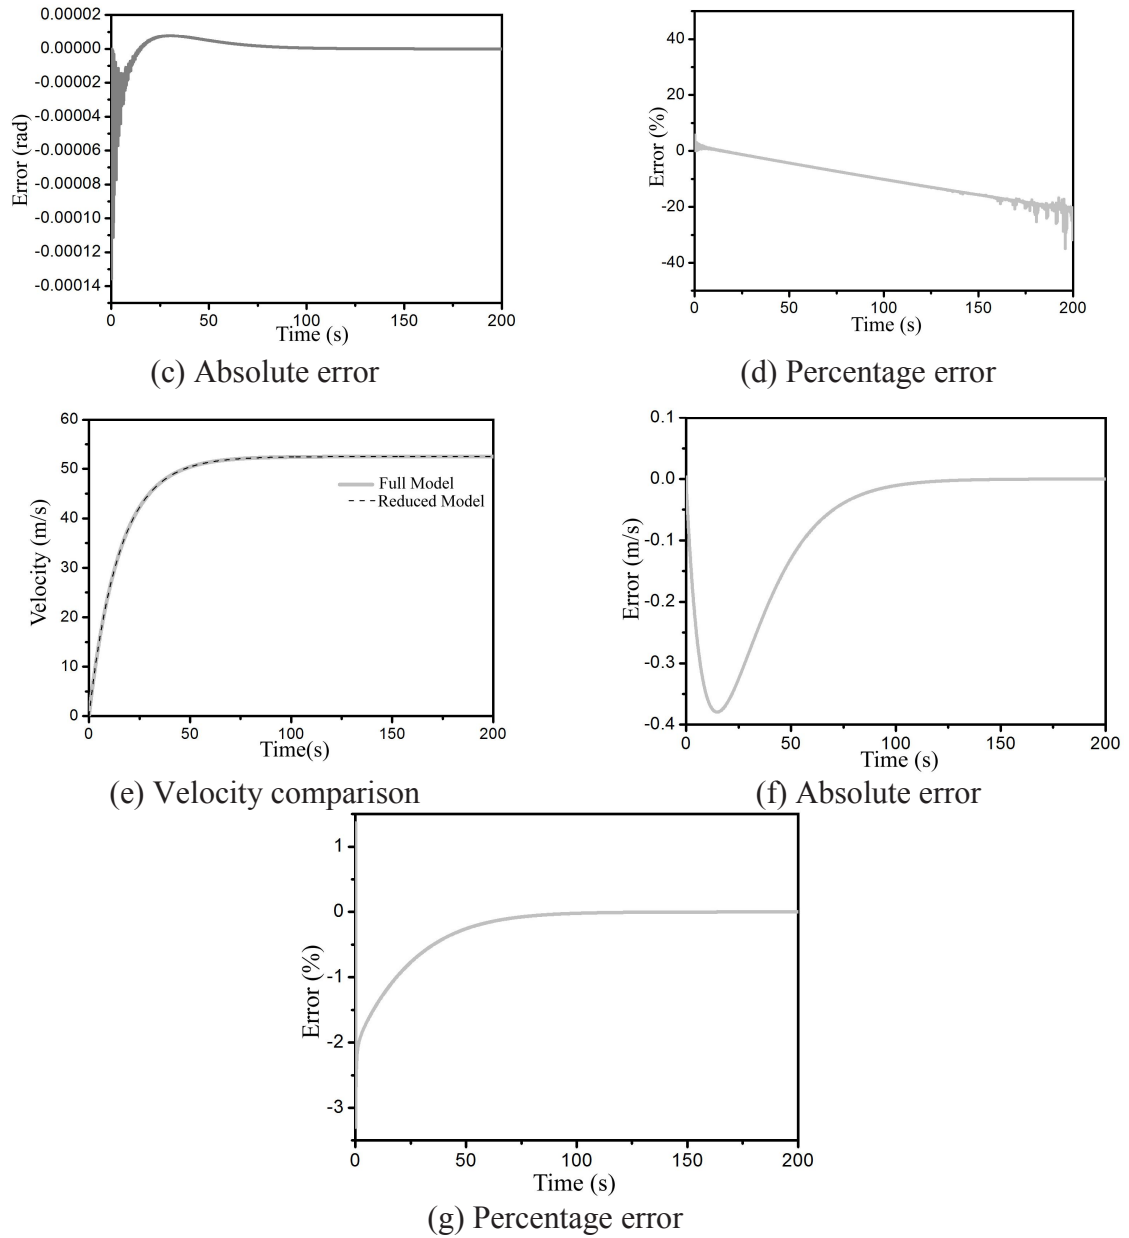 0.00002
0.00000
-0.00002
-0.00004
-0.00006
-0.00008
-0.00010
-0.00012
-0.00014
Error (rad)
0 50 100 150 200
Time (s)
(c) Absolute error
40
20
0
-20
-40
Error (%)
0 50 100 150 200
Time (s)
(d) Percentage error
60
50
40
30
20
10
0
Velocity (m/s)
Full Model
Reduced Model
0 50 100 150 200
Time(s)
(e) Velocity comparison
0.1
0.0
-0.1
-0.2
-0.3
-0.4
Error (m/s)
0 50 100 150 200
Time (s)
(f) Absolute error
1
0
-1
-2
-3
Error (%)
0 50 100 150 200
Time (s)
(g) Percentage error